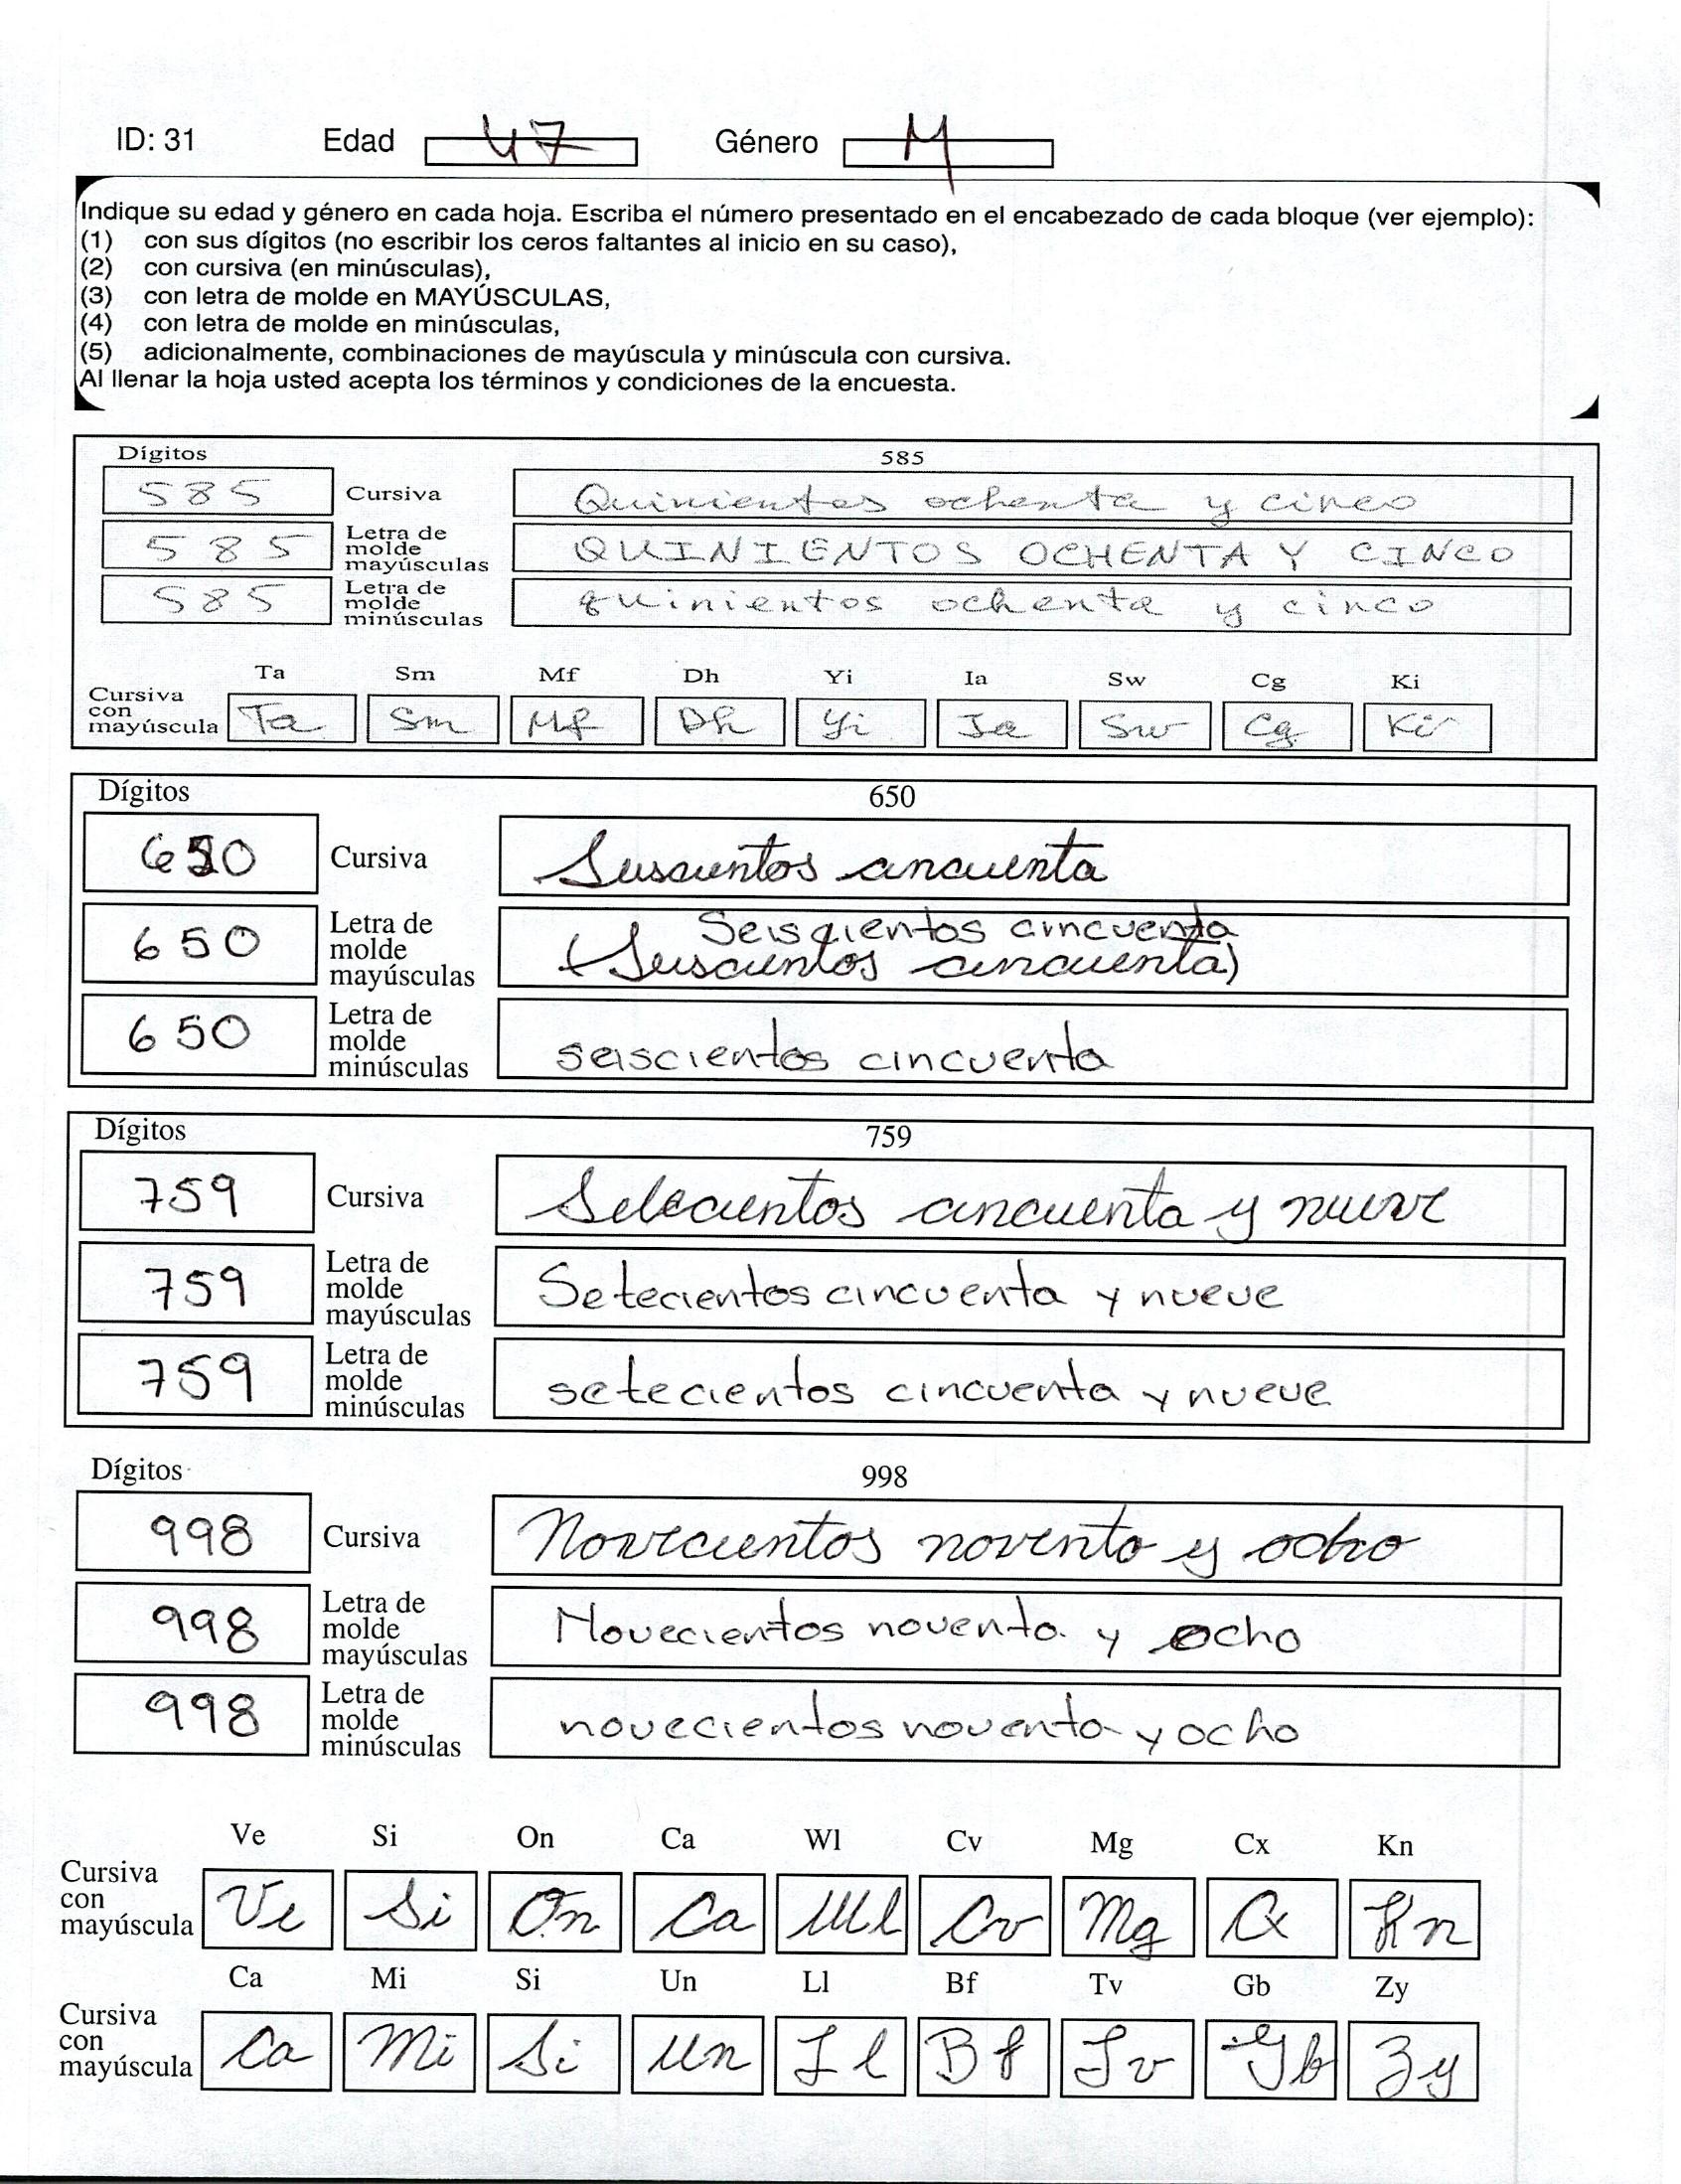 ID: 31 Edad 47 Género M
Indique su edad y género en cada hoja. Escriba el número presentado en el encabezado de cada bloque (ver ejemplo):
(1) con sus dígitos (no escribir los ceros faltantes al inicio en su caso),
(2) con cursiva (en minúsculas),
(3) con letra de molde en MAYÚSCULAS,
(4) con letra de molde en minúsculas,
(5) adicionalmente, combinaciones de mayúscula y minúscula con cursiva.
Al llenar la hoja usted acepta los términos y condiciones de la encuesta.
Dígitos 585
585 Cursiva Quinientos ochenta y cinco
585 Letra de molde mayúsculas QUINIENTOS OCHENTA Y CINCO
585 Letra de molde minúsculas quinientos ochenta y cinco
Ta Sm Mf Dh Yi Ia Sw Cg Ki
Cursiva con mayúscula Ta Sm Mf Dh Yi Ia Sw Cg Ki
Dígitos 650
650 Cursiva Seiscientos cincuenta
650 Letra de molde mayúsculas Seiscientos cincuenta
(Seiscientos cincuenta)
650 Letra de molde minúsculas seiscientos cincuenta
Dígitos 759
759 Cursiva Setecientos cincuenta y nueve
759 Letra de molde mayúsculas Setecientos cincuenta y nueve
759 Letra de molde minúsculas setecientos cincuenta y nueve
Dígitos 998
998 Cursiva Novecientos noventa y ocho
998 Letra de molde mayúsculas Novecientos noventa y ocho
998 Letra de molde minúsculas novecientos noventa y ocho
Ve Si On Ca Wl Cv Mg Cx Kn
Cursiva con mayúscula Ve Si On Ca Wl Cv Mg Cx Kn
Ca Mi Si Un Ll Bf Tv Gb Zy
Cursiva con mayúscula Ca Mi Si Un Ll Bf Tv Gb Zy